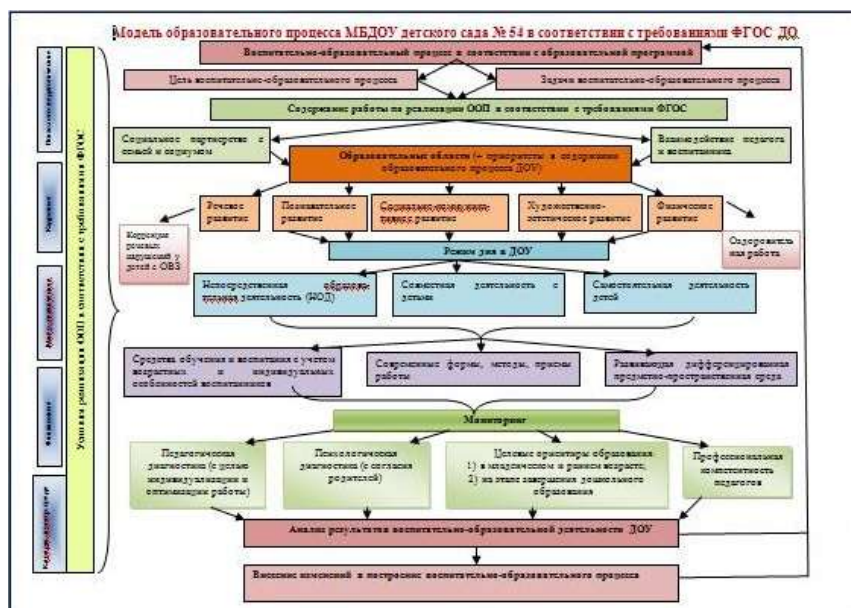 Модель образовательного процесса МБДОУ детского сада № 54 в соответствии с требованиями ФГОС ДО
Воспитательно-образовательный процесс в соответствии с образовательной программой
Цель воспитательно-образовательного процесса
Задачи воспитательно-образовательного процесса
Содержание работы по реализации ООП в соответствии с требованиями ФГОС
Социальное партнерство с
семьей и социумом
Взаимодействие педагога
и воспитанника
Образовательные области (+ приоритеты в содержании
образовательного процесса ДОУ)
Речевое
развитие
Познавательное
развитие
развитие
Художественно-
эстетическое развитие
Физическое
развитие
Коррекция
речевых
нарушений у
детей с ОВЗ
Оздоровитель
ная работа
Режим дня в ДОУ
Непосредственная образова-
тельная деятельность (НОД)
Совместная деятельность с
детьми
Самостоятельная деятельность
детей
Средства обучения и воспитания с учетом
возрастных и индивидуальных
особенностей воспитанников
Современные формы, методы, приемы
работы
Развивающая дифференцированная
предметно-пространственная среда
Мониторинг
Педагогическая
диагностика (с целью
индивидуализации и
оптимизации работы)
Психологическая
диагностика (с согласия
родителей)
Целевые ориентиры образования
1) в младенческом и раннем возрасте;
2) на этапе завершения дошкольного
образования
Профессиональная
компетентность
педагогов
Анализ результатов воспитательно-образовательной деятельности ДОУ
Внесение изменений в построение воспитательно-образовательного процесса
Условия реализации ООП в соответствии с требованиями ФГОС